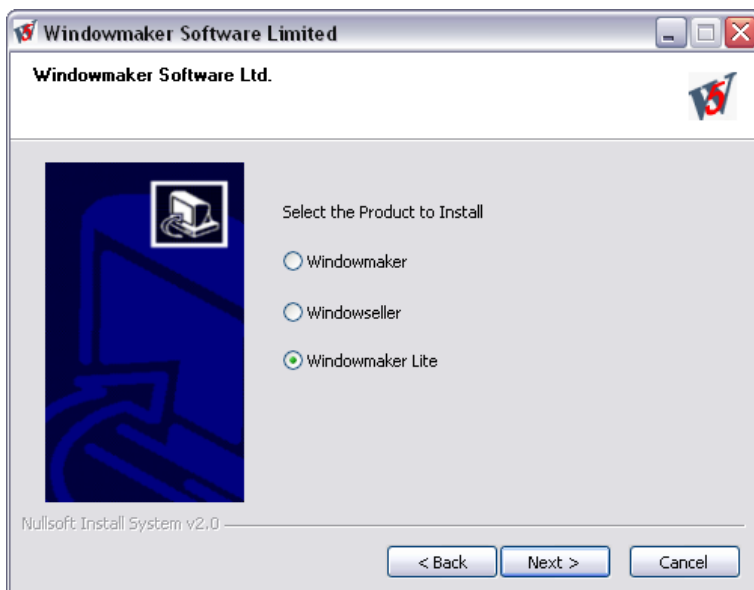 Windowmaker Software Limited
Windowmaker Software Ltd.
W5
Select the Product to Install
Windowmaker
Windowseller
Windowmaker Lite
Nullsoft Install System v2.0
< Back Next > Cancel